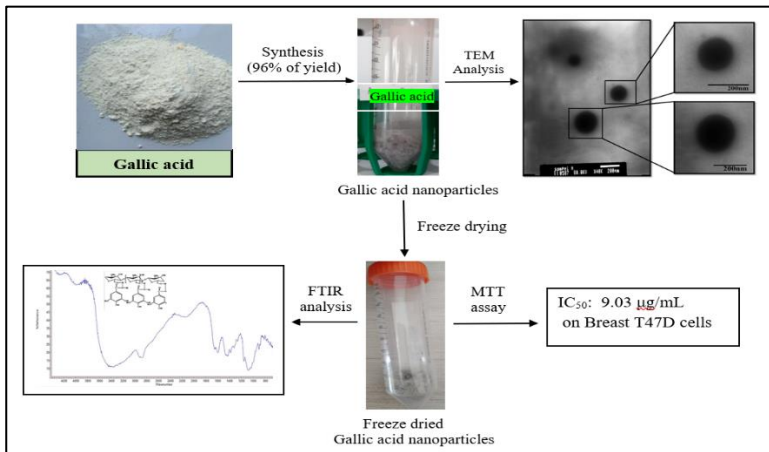 Synthesis
(96% of yield)
TEM
Analysis
Gallic acid
200nm
200nm
Gallic acid
Gallic acid nanoparticles
Freeze drying
FTIR
analysis
MTT
assay
IC50: 9.03 µg/mL
on Breast T47D cells
Freeze dried
Gallic acid nanoparticles